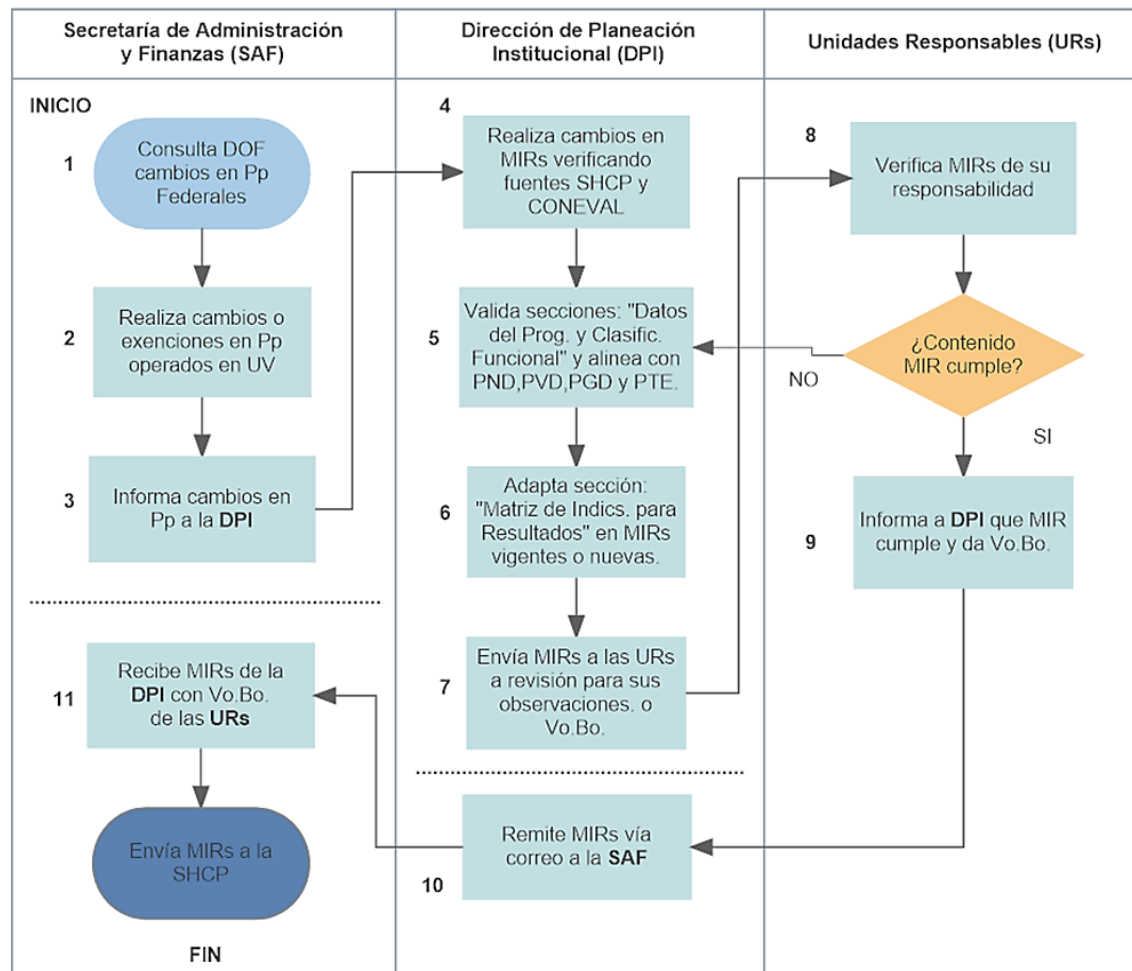 Secretaría de Administración
y Finanzas (SAF)
Dirección de Planeación
Institucional (DPI)
Unidades Responsables (URs)
INICIO
1
Consulta DOF
cambios en Pp
Federales
2
Realiza cambios o
exenciones en Pp
operados en UV
3
Informa cambios en
Pp a la DPI
4
Realiza cambios en
MIRs verificando
fuentes SHCP y
CONEVAL
5
Valida secciones: "Datos
del Prog. y Clasific.
Funcional" y alinea con
PND,PVD,PGD y PTE.
6
Adapta sección:
"Matriz de Indics. para
Resultados" en MIRs
vigentes o nuevas.
7
Envía MIRs a las URs
a revisión para sus
observaciones. o
Vo.Bo.
8
Verifica MIRs de su
responsabilidad
¿Contenido
MIR cumple?
NO
SI
9
Informa a DPI que MIR
cumple y da Vo.Bo.
10
Remite MIRs vía
correo a la SAF
11
Recibe MIRs de la
DPI con Vo.Bo.
de las URs
Envía MIRs a la
SHCP
FIN